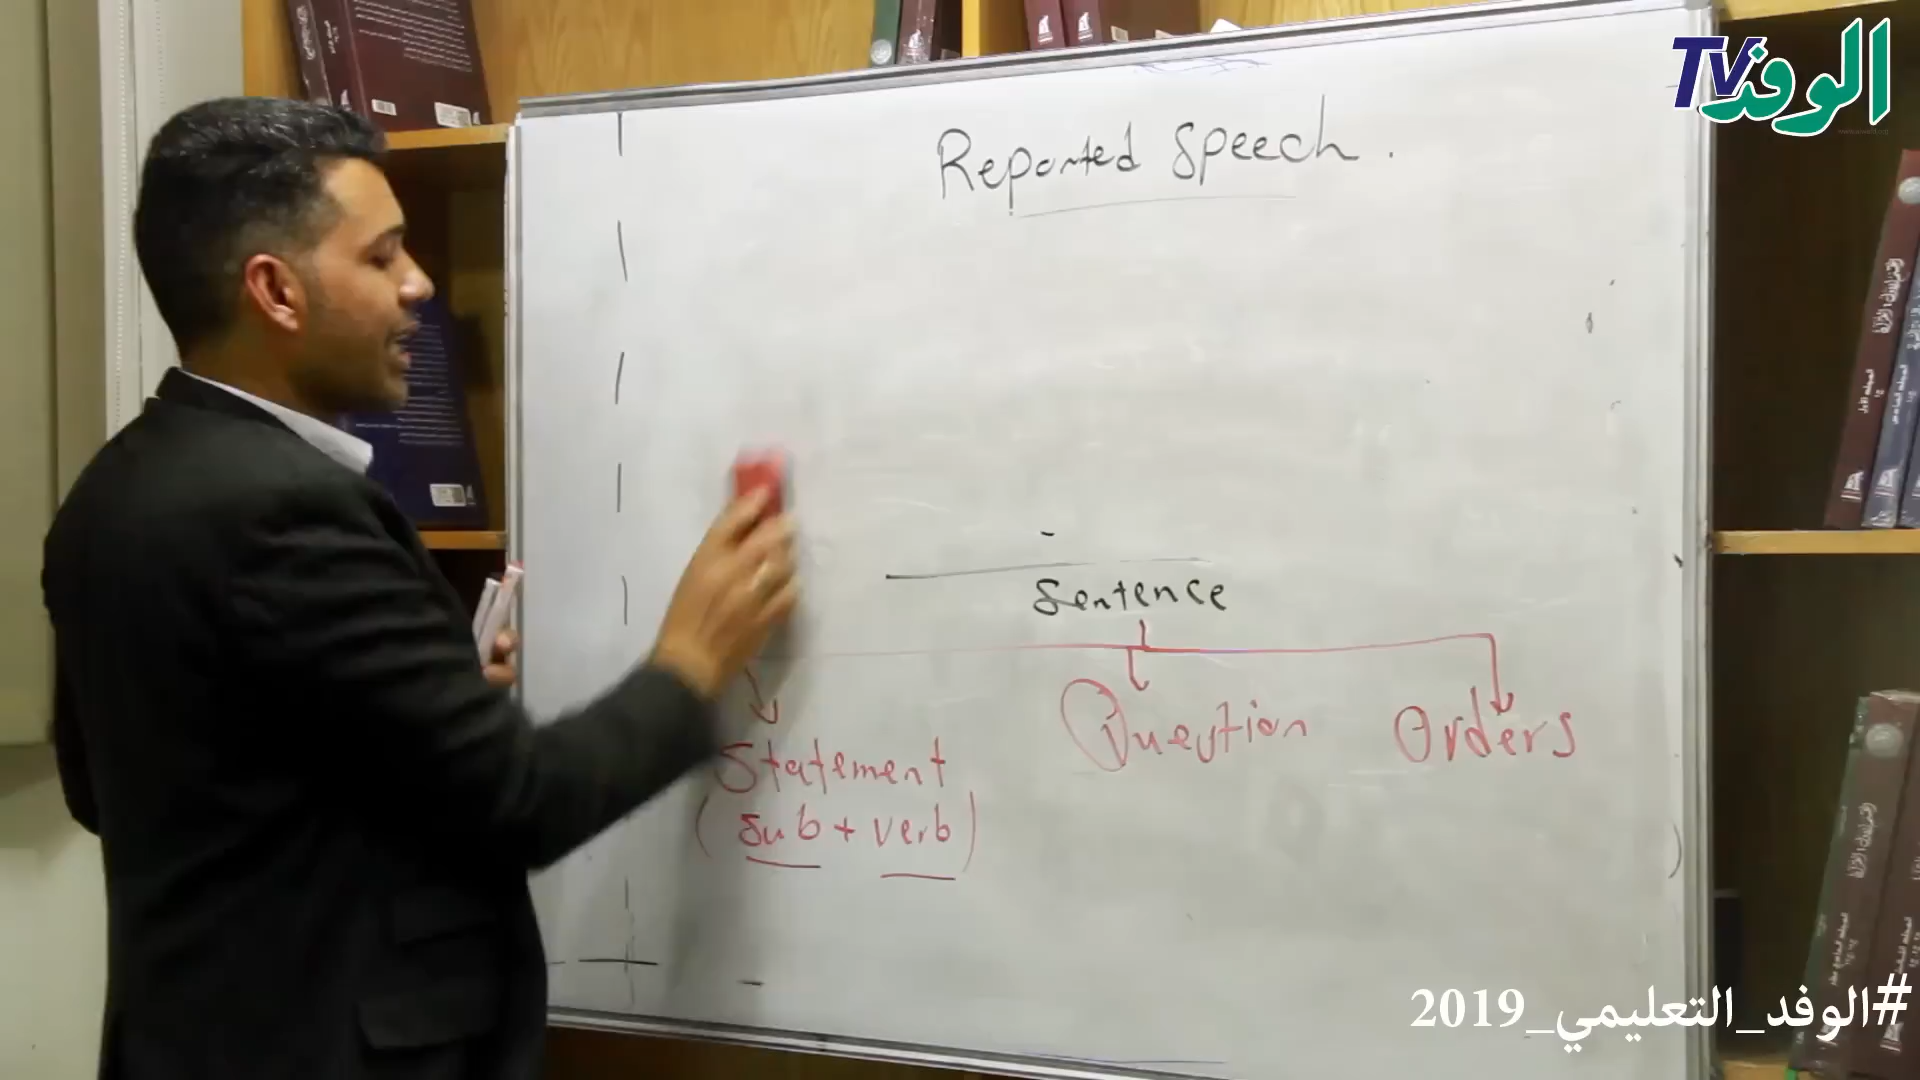 TV الوفد
Reported Speech.
Sentence
Statement
Question
Orders
(Sub + verb)
#الوفد_التعليمي_2019